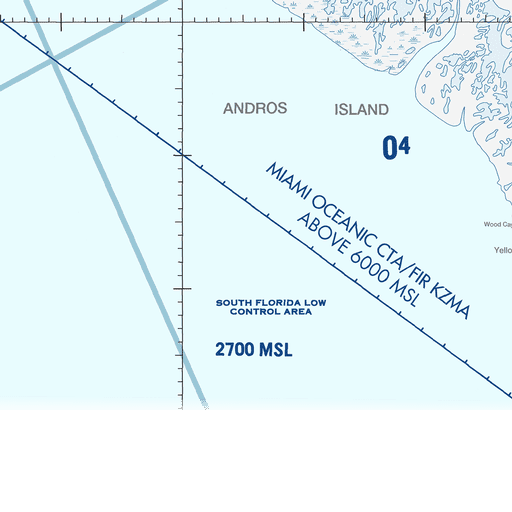 ANDROS ISLAND
04
MIAMI OCEANIC CTA/FIR KZMA
ABOVE 6000 MSL
Wood Cay
Yello
SOUTH FLORIDA LOW
CONTROL AREA
2700 MSL